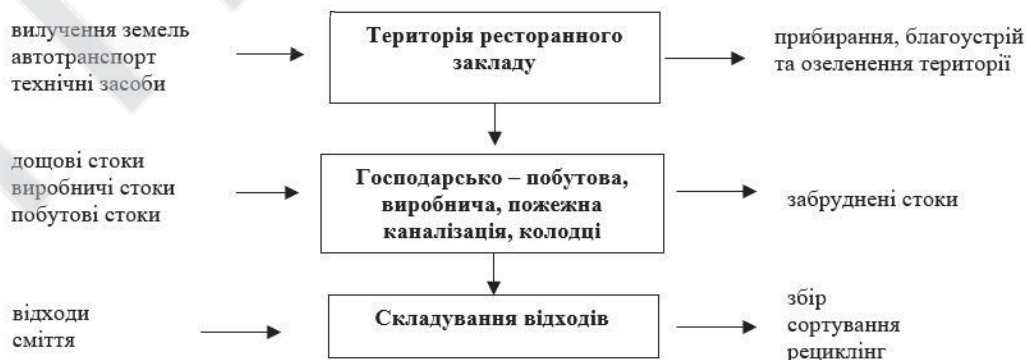 вилучення земель
автотранспорт
технічні засоби
Територія ресторанного
закладу
прибирання, благоустрій
та озеленення території
дощові стоки
виробничі стоки
побутові стоки
Господарсько – побутова,
виробнича, пожежна
каналізація, колодці
забруднені стоки
відходи
сміття
Складування відходів
збір
сортування
рециклінг